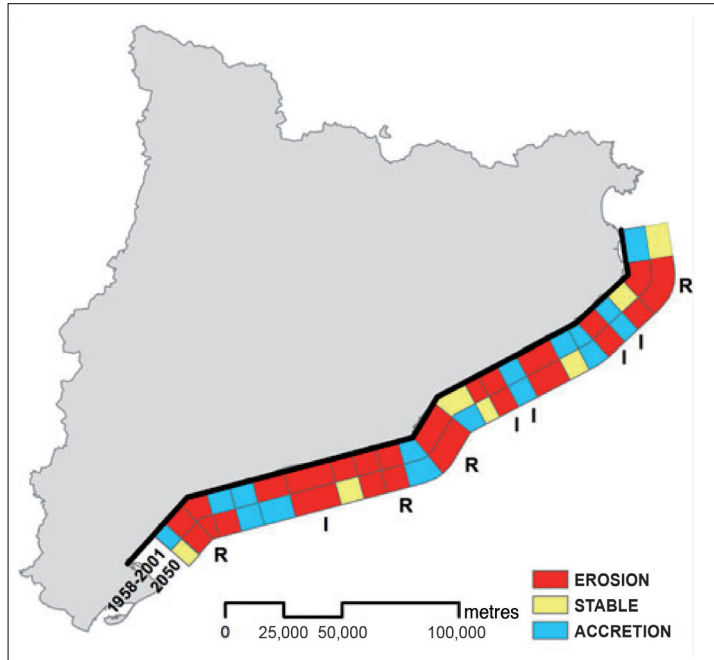 R
I
I
I I
R
R
I
R
1958-2001
2050
EROSION
STABLE
ACCRETION
metres
0 25,000 50,000 100,000